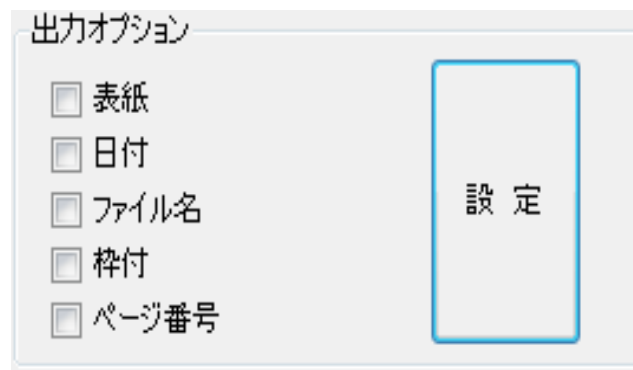 出力オプション
表紙
日付
ファイル名
枠付
ページ番号
設 定